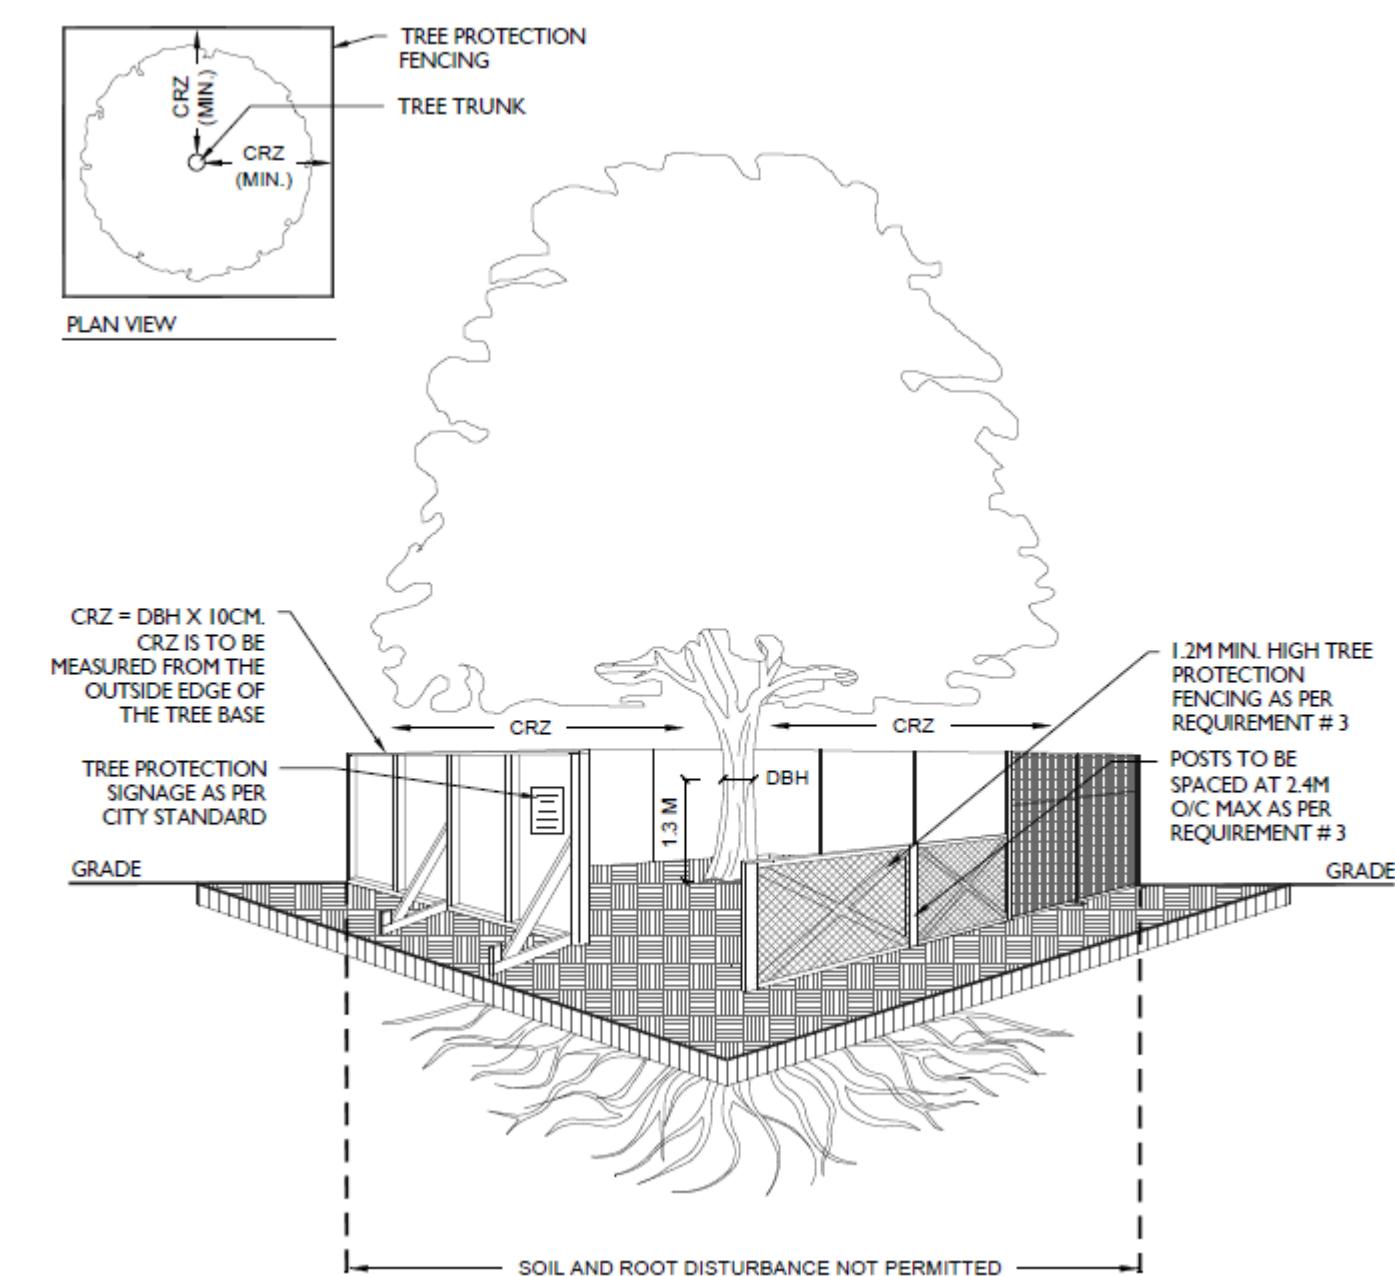 TREE PROTECTION
FENCING
TREE TRUNK
CRZ
(MIN.)
CRZ
(MIN.)
PLAN VIEW
CRZ = DBH X 10CM.
CRZ IS TO BE
MEASURED FROM THE
OUTSIDE EDGE OF
THE TREE BASE
TREE PROTECTION
SIGNAGE AS PER
CITY STANDARD
GRADE
CRZ
CRZ
DBH
1.3 M
1.2M MIN. HIGH TREE
PROTECTION
FENCING AS PER
REQUIREMENT # 3
POSTS TO BE
SPACED AT 2.4M
O/C MAX AS PER
REQUIREMENT # 3
GRADE
SOIL AND ROOT DISTURBANCE NOT PERMITTED